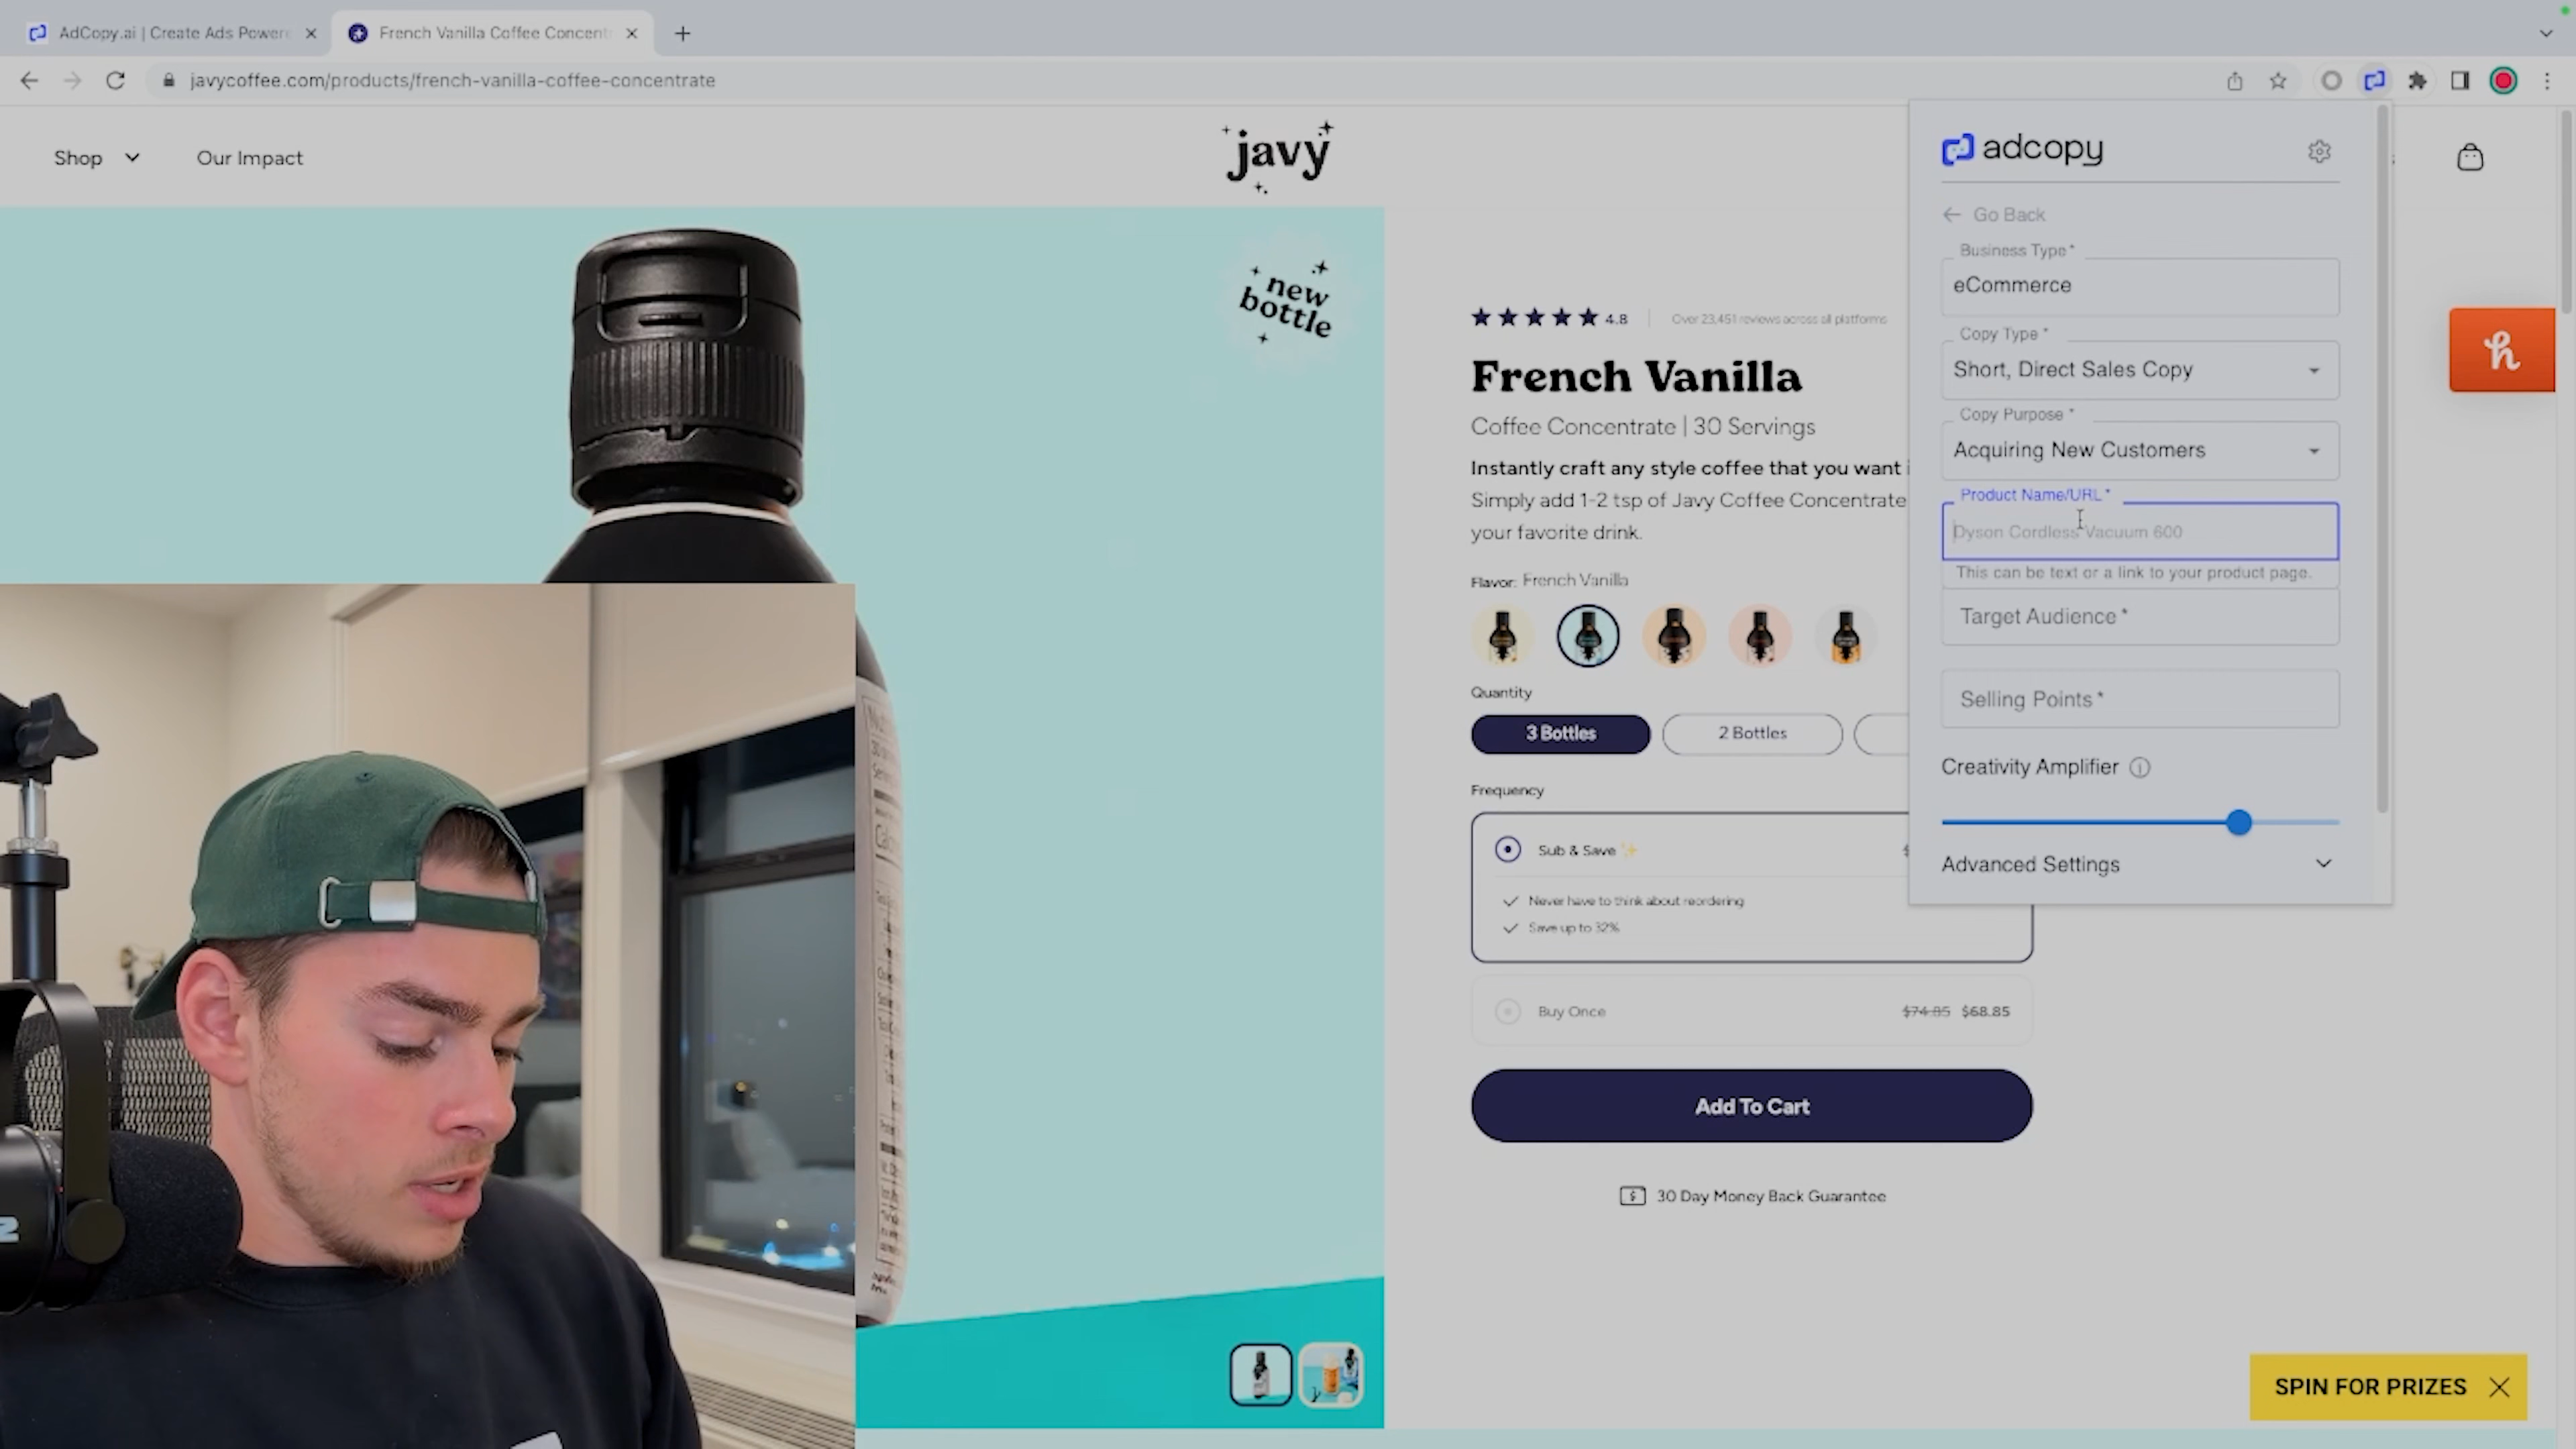 AdCopy.ai | Create Ads Powere
French Vanilla Coffee Concent
javycoffee.com/products/french-vanilla-coffee-concentrate
Shop
Our Impact
javy
new
bottle
4.8
Over 23,451 reviews across all platforms
French Vanilla
Coffee Concentrate | 30 Servings
Instantly craft any style coffee that you want i
Simply add 1-2 tsp of Javy Coffee Concentrate
your favorite drink.
Flavor: French Vanilla
Quantity
3 Bottles
2 Bottles
Frequency
Sub & Save
Never have to think about reordering
Save up to 32%
Buy Once
$74.85 $68.85
Add To Cart
30 Day Money Back Guarantee
adcopy
Go Back
Business Type *
eCommerce
Copy Type *
Short, Direct Sales Copy
Copy Purpose *
Acquiring New Customers
Product Name/URL *
Dyson Cordless Vacuum 600
This can be text or a link to your product page.
Target Audience *
Selling Points *
Creativity Amplifier
Advanced Settings
h
SPIN FOR PRIZES